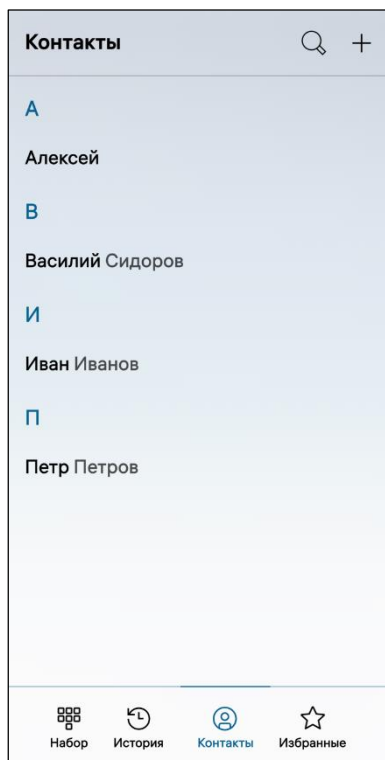 Контакты
А
Алексей
В
Василий Сидоров
И
Иван Иванов
П
Петр Петров
Набор История Контакты Избранные